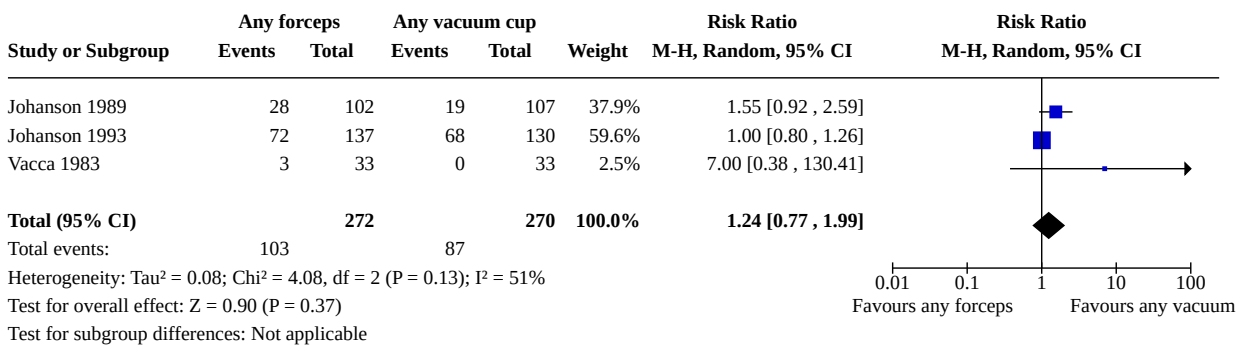 Any forceps Any vacuum cup Risk Ratio Risk Ratio
Study or Subgroup Events Total Events Total Weight M-H, Random, 95% CI M-H, Random, 95% CI
Johanson 1989 28 102 19 107 37.9% 1.55 [0.92 , 2.59]
Johanson 1993 72 137 68 130 59.6% 1.00 [0.80 , 1.26]
Vacca 1983 3 33 0 33 2.5% 7.00 [0.38 , 130.41]
Total (95% CI) 272 270 100.0% 1.24 [0.77 , 1.99]
Total events: 103 87
Heterogeneity: Tau² = 0.08; Chi² = 4.08, df = 2 (P = 0.13); I² = 51%
0.01 0.1 1 10 100
Test for overall effect: Z = 0.90 (P = 0.37) Favours any forceps Favours any vacuum
Test for subgroup differences: Not applicable